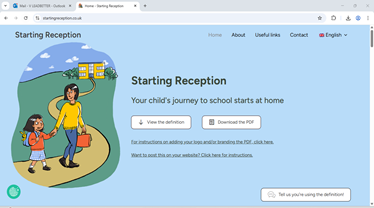 Mail - V LEADBETTER - Outlook
Home - Starting Reception
startingreception.co.uk
Starting Reception
Home
About
Useful links
Contact
English
Starting Reception
Your child's journey to school starts at home
View the definition
Download the PDF
For instructions on adding your logo and/or branding the PDF, click here.
Want to post this on your website? Click here for instructions.
Tell us you're using the definition!